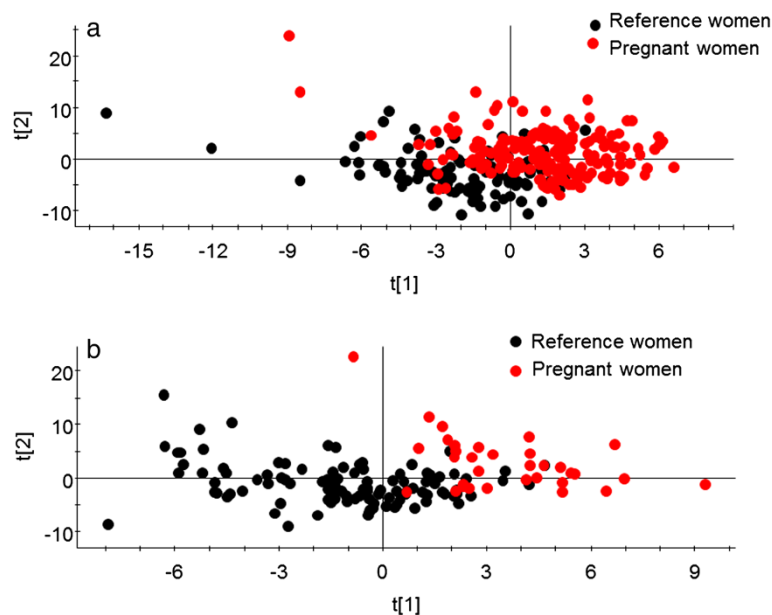 a
Reference women
Pregnant women
t[2]
20
10
0
-10
-15
-12
-9
-6
-3
0
3
6
t[1]
b
Reference women
Pregnant women
t[2]
20
10
0
-10
-6
-3
0
3
6
9
t[1]